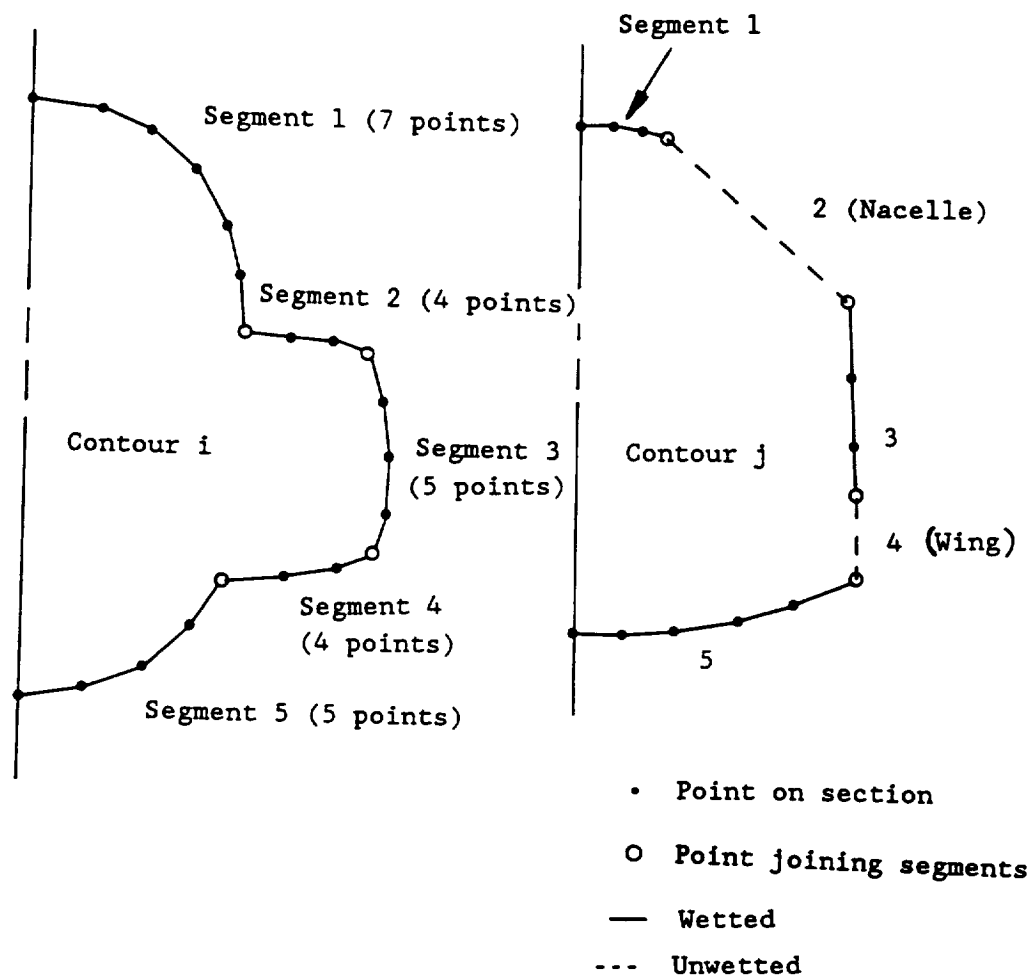 Segment 1
Segment 1 (7 points)
2 (Nacelle)
Segment 2 (4 points)
Contour i
Segment 3
(5 points)
Contour j
3
4 (Wing)
Segment 4
(4 points)
5
Segment 5 (5 points)
Point on section
Point joining segments
Wetted
Unwetted